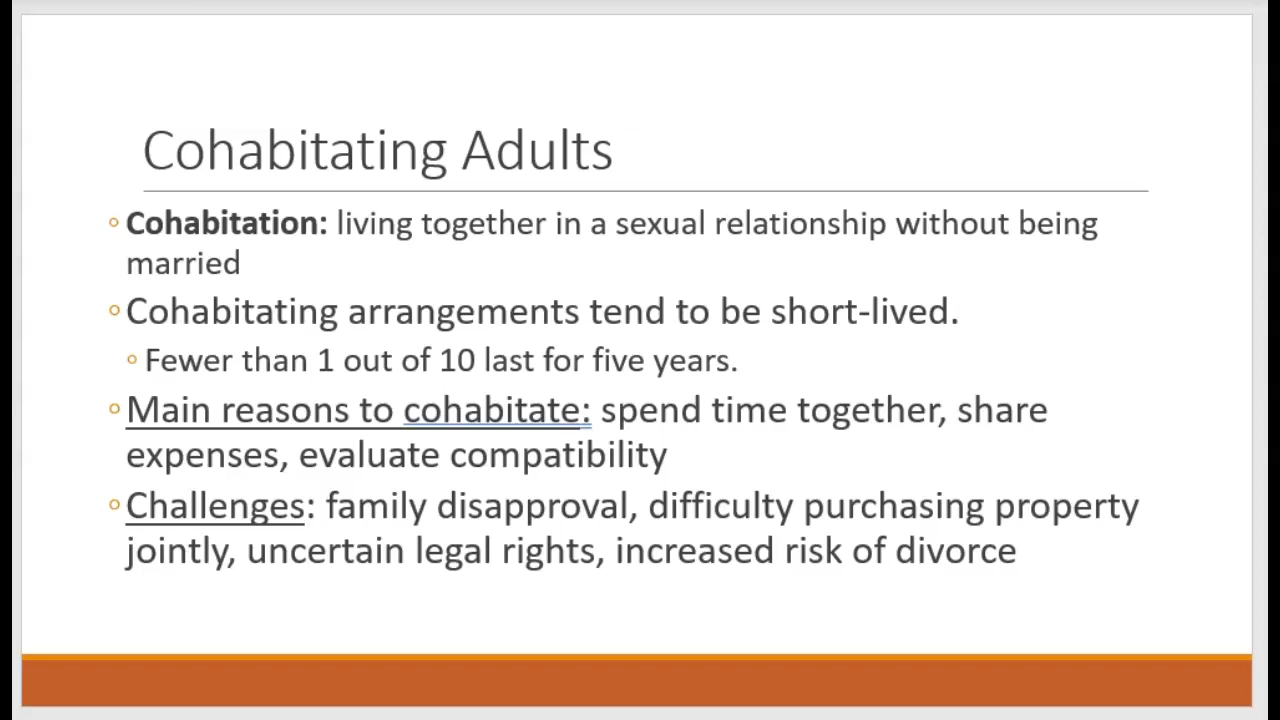 Cohabitating Adults
Cohabitation: living together in a sexual relationship without being
married
Cohabitating arrangements tend to be short-lived.
Fewer than 1 out of 10 last for five years.
Main reasons to cohabitate: spend time together, share
expenses, evaluate compatibility
Challenges: family disapproval, difficulty purchasing property
jointly, uncertain legal rights, increased risk of divorce